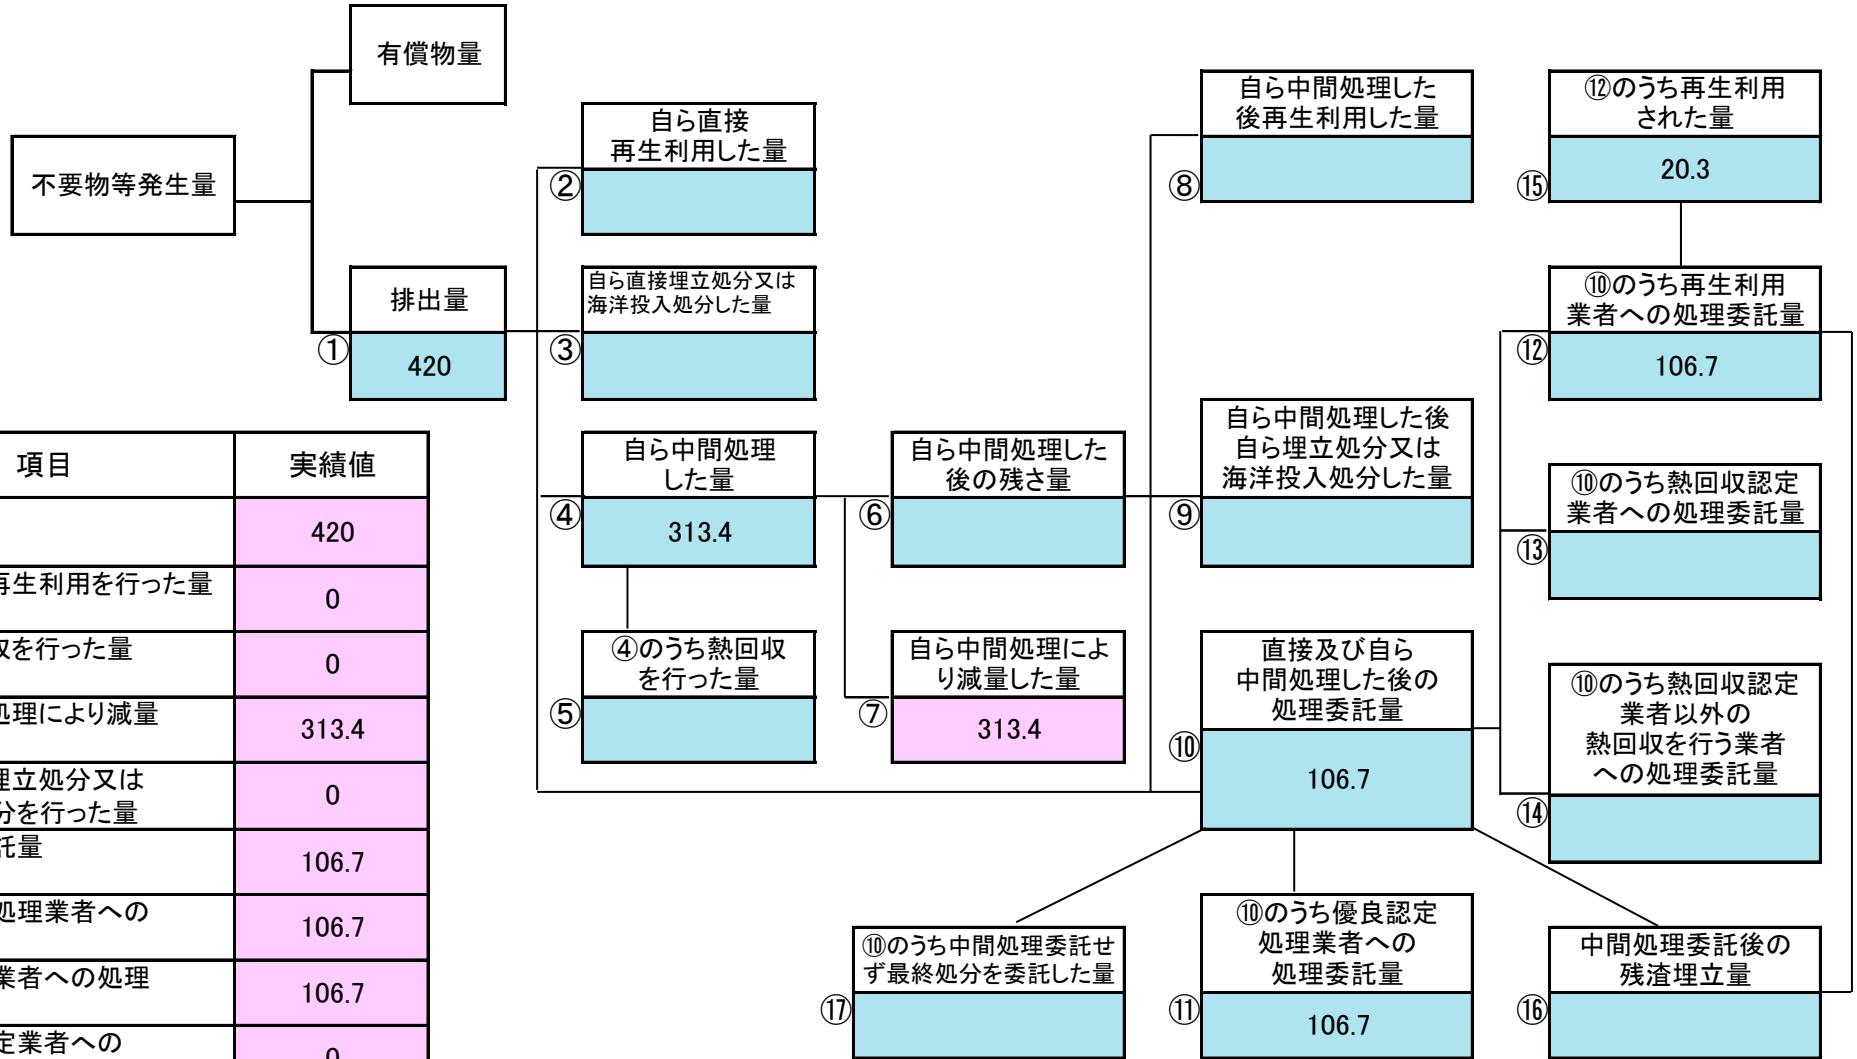 有償物量
不要物等発生量
排出量
①
420
自ら直接
再生利用した量
②
自ら直接埋立処分又は
海洋投入処分した量
③
自ら中間処理
した量
④
313.4
④のうち熱回収
を行った量
⑤
自ら中間処理した
後の残さ量
⑥
自ら中間処理によ
り減量した量
⑦
313.4
自ら中間処理した
後再生利用した量
⑧
自ら中間処理した後
自ら埋立処分又は
海洋投入処分した量
⑨
直接及び自ら
中間処理した後の
処理委託量
⑩
106.7
⑫のうち再生利用
された量
⑮
20.3
⑩のうち再生利用
業者への処理委託量
⑫
106.7
⑩のうち熱回収認定
業者への処理委託量
⑬
⑩のうち熱回収認定
業者以外の
熱回収を行う業者
への処理委託量
⑭
⑩のうち中間処理委託せ
ず最終処分を委託した量
⑰
⑩のうち優良認定
処理業者への
処理委託量
⑪
106.7
中間処理委託後の
残渣埋立量
⑯
項目 実績値
420
再生利用を行った量
0
を行った量
0
処理により減量
313.4
埋立処分又は
分を行った量
0
託量
106.7
処理業者への
106.7
業者への処理
106.7
定業者への
0